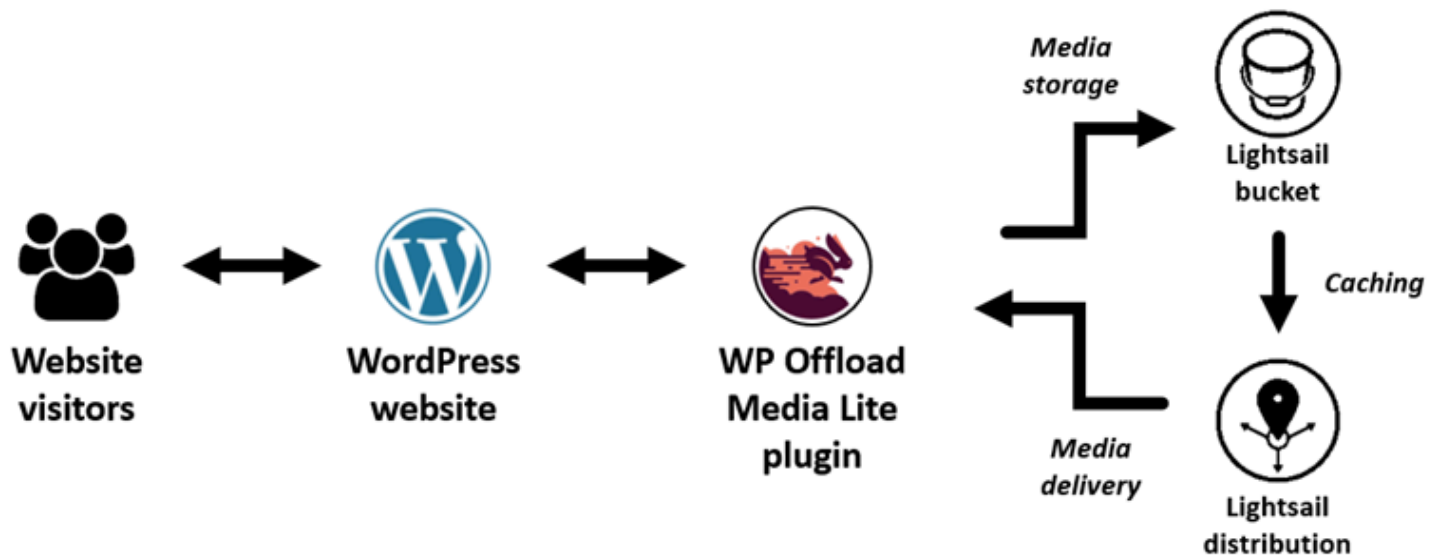 Website
visitors
WordPress
website
WP Offload
Media Lite
plugin
Media
storage
Lightsail
bucket
Caching
Media
delivery
Lightsail
distribution